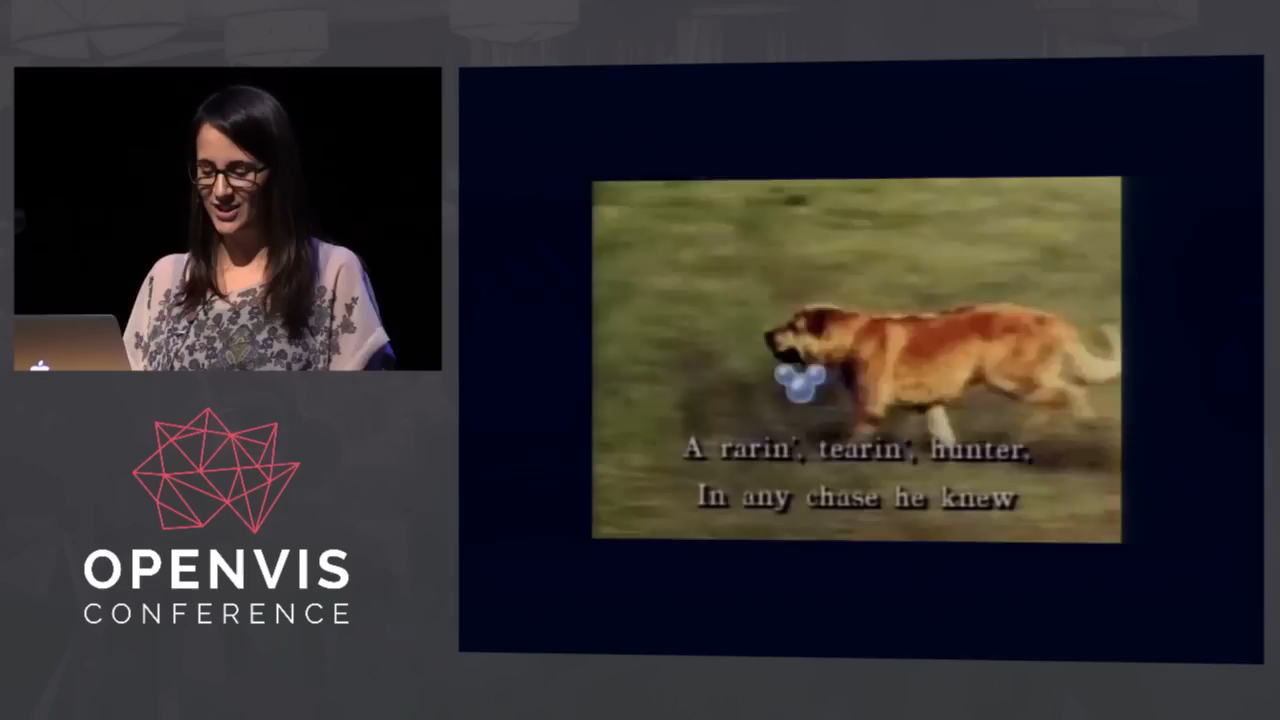 A rarin', tearin', hunter,
In any chase he knew
OPENVIS
CONFERENCE